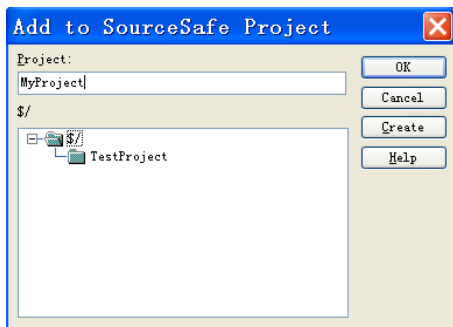 Add to SourceSafe Project
Project:
MyProject
$/
$/
TestProject
OK
Cancel
Create
Help